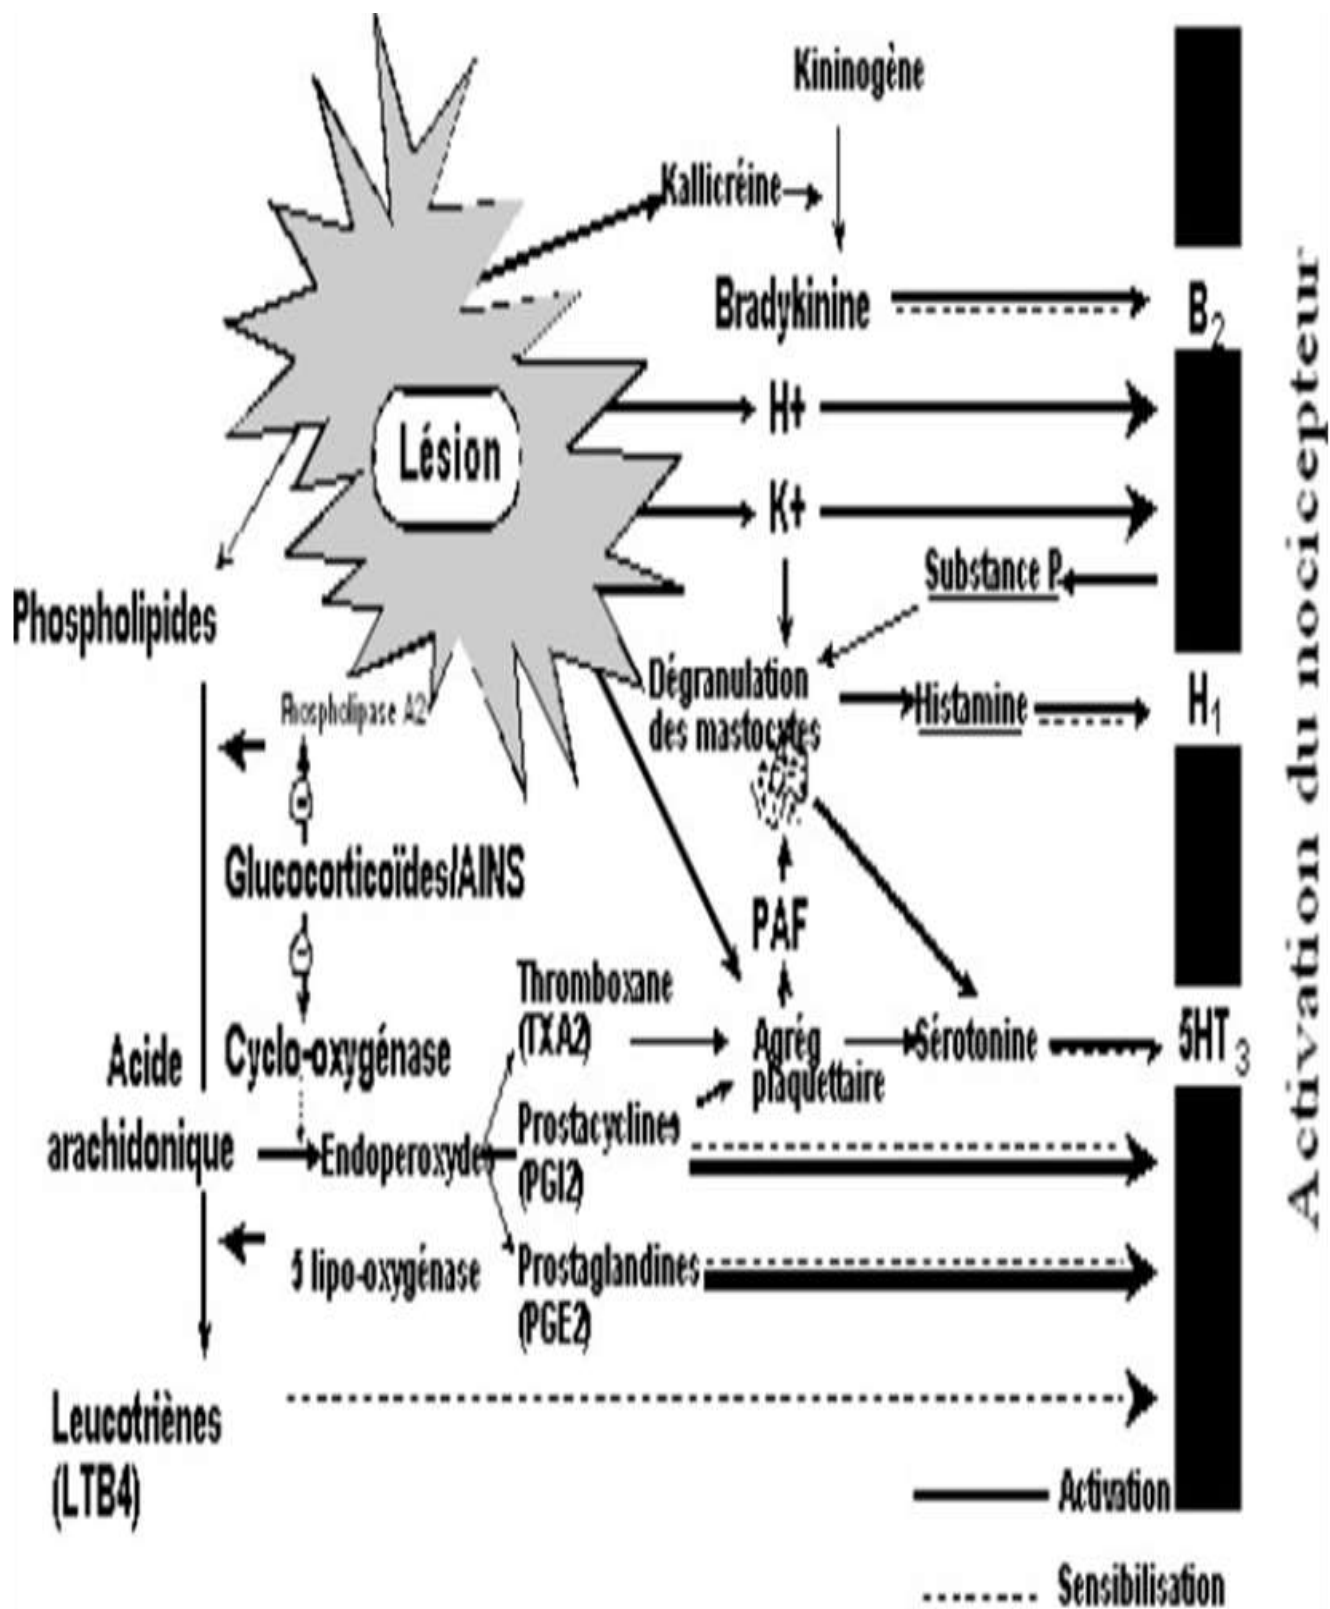 Kininogène
Kallicréine
Bradykinine
B2
H+
Lésion
K+
Substance P
Phospholipides
Dégranulation
des mastocytes
Histamine
H1
Phospholipase A2
Glucocorticoïdes/AINS
PAF
Thromboxane
(TXA2)
Agrég
plaquettaire
Sérotonine
5HT3
Cyclo-oxygénase
Acide
arachidonique
Endoperoxydes
Prostacyclines
(PGI2)
5 lipo-oxygénase
Prostaglandines
(PGE2)
Leucotriènes
(LTB4)
Activation
Sensibilisation
Activation du nocicepteur